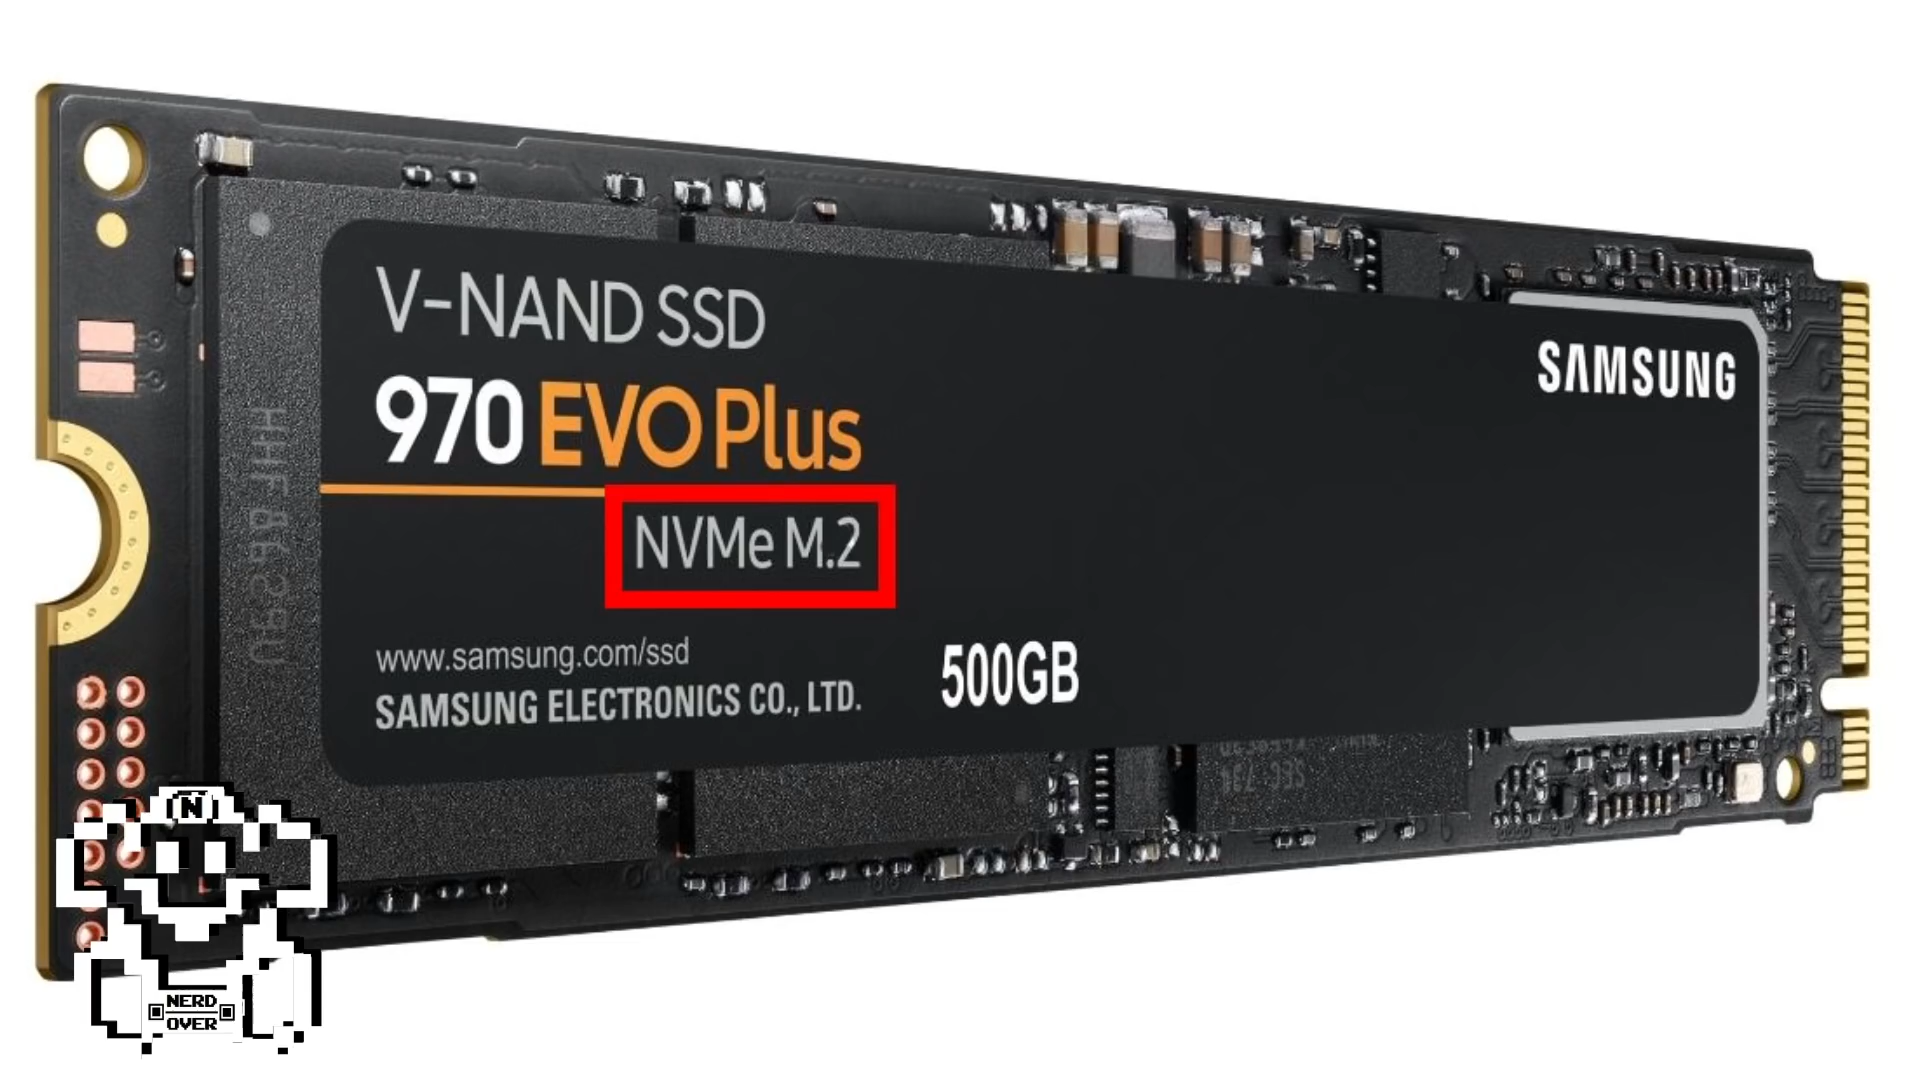 V-NAND SSD
970 EVO Plus
SAMSUNG
NVMe M.2
www.samsung.com/ssd
SAMSUNG ELECTRONICS CO., LTD.
500GB
N
NERD
OVER